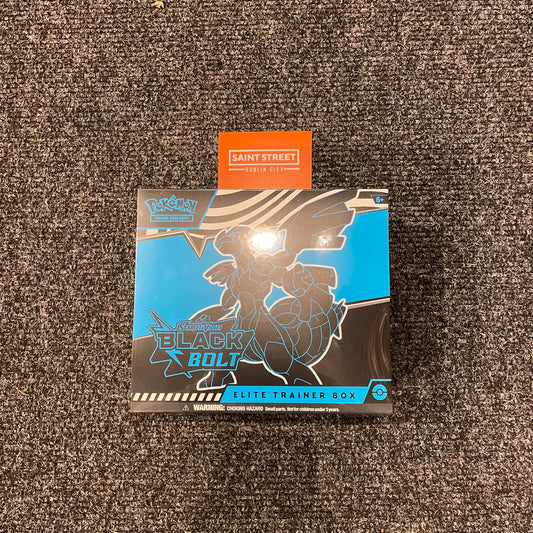 SAINT STREET
DUBLIN CITY
POKÉMON
TRADING CARD GAME
6+
SCARLET & VIOLET
BLACK
BOLT
ELITE TRAINER BOX
WARNING: CHOKING HAZARD Small parts. Not for children under 3 years.